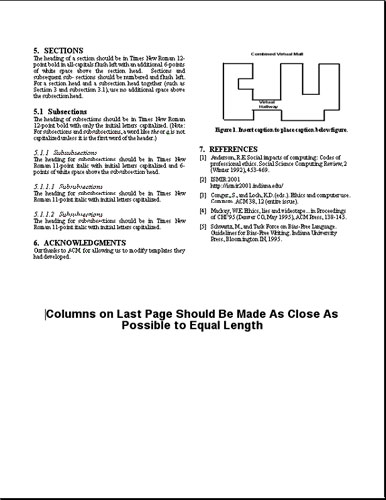 5. SECTIONS
The heading of a section should be in Times New Roman 12-
point bold in all-capitals flush left with an additional 6-points
of white space above the section head. Sections and
subsequent sub- sections should be numbered and flush left.
For a section head and a subsection head together (such as
Section 3 and subsection 3.1), use no additional space above
the subsection head.
5.1 Subsections
The heading of subsections should be in Times New Roman
12-point bold with only the initial letters capitalized. (Note:
For subsections and subsubsections, a word like the or a is not
capitalized unless it is the first word of the header.)
5.1.1 Subsubsections
The heading for subsubsections should be in Times New
Roman 11-point italic with initial letters capitalized and 6-
points of white space above the subsubsection head.
5.1.1.1 Subsubsections
The heading for subsubsections should be in Times New
Roman 11-point italic with initial letters capitalized.
5.1.1.2 Subsubsections
The heading for subsubsections should be in Times New
Roman 11-point italic with initial letters capitalized.
6. ACKNOWLEDGMENTS
Our thanks to ACM for allowing us to modify templates they
had developed.
Combined Virtual Mall
Virtual
Hallway
Figure 1. Insert caption to place caption below figure.
7. REFERENCES
[1] Anderson, R.E. Social impacts of computing: Codes of
professional ethics. Social Science Computing Review, 2
(Winter 1992), 453-469.
[2] ISMIR 2001
http://ismir2001.indiana.edu/
[3] Conger., S., and Loch, K.D. (eds.). Ethics and computer use.
Commun. ACM 38, 12 (entire issue).
[4] Mackay, W.E. Ethics, lies and videotape... in Proceedings
of CHI '95 (Denver CO, May 1995), ACM Press, 138-145.
[5] Schwartz, M., and Task Force on Bias-Free Language.
Guidelines for Bias-Free Writing. Indiana University
Press, Bloomington IN, 1995.
Columns on Last Page Should Be Made As Close As
Possible to Equal Length